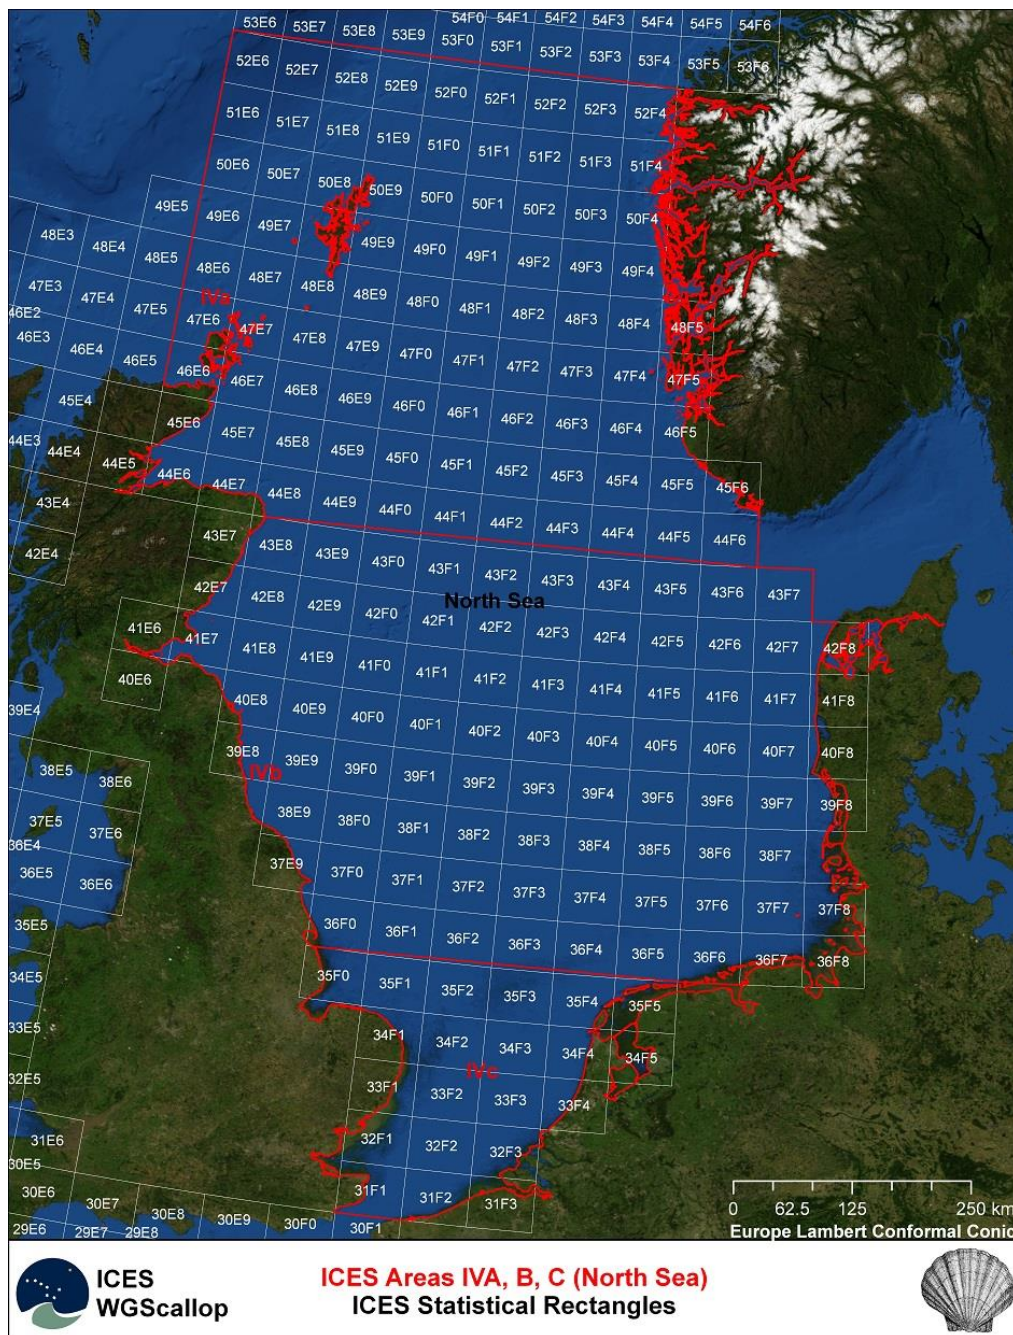 53E6 53E7 53E8 53E9 53F0 53F1 53F2 53F3 53F4 53F5 53F6
54F0 54F1 54F2 54F3 54F4 54F5 54F6
52E6 52E7 52E8 52E9 52F0 52F1 52F2 52F3 52F4
51E6 51E7 51E8 51E9 51F0 51F1 51F2 51F3 51F4
50E6 50E7 50E8 50E9 50F0 50F1 50F2 50F3 50F4
49E5 49E6 49E7 49E9 49F0 49F1 49F2 49F3 49F4
48E3 48E4 48E5 48E6 48E7 48E8 48E9 48F0 48F1 48F2 48F3 48F4 48F5
IVa
47E3 47E4 47E5 47E6 47E7 47E8 47E9 47F0 47F1 47F2 47F3 47F4 47F5
46E2 46E3 46E4 46E5 46E6 46E7 46E8 46E9 46F0 46F1 46F2 46F3 46F4 46F5
45E4 45E6 45E7 45E8 45E9 45F0 45F1 45F2 45F3 45F4 45F5 45F6
44E3 44E4 44E5 44E6 44E7 44E8 44E9 44F0 44F1 44F2 44F3 44F4 44F5 44F6
43E4 43E7 43E8 43E9 43F0 43F1 43F2 43F3 43F4 43F5 43F6 43F7
North Sea
42E4 42E7 42E8 42E9 42F0 42F1 42F2 42F3 42F4 42F5 42F6 42F7 42F8
41E6 41E7 41E8 41E9 41F0 41F1 41F2 41F3 41F4 41F5 41F6 41F7 41F8
40E6 40E8 40E9 40F0 40F1 40F2 40F3 40F4 40F5 40F6 40F7 40F8
39E4 39E8 39E9 39F0 39F1 39F2 39F3 39F4 39F5 39F6 39F7 39F8
IVb
38E5 38E6 38E9 38F0 38F1 38F2 38F3 38F4 38F5 38F6 38F7
37E5 37E6 37E9 37F0 37F1 37F2 37F3 37F4 37F5 37F6 37F7 37F8
36E4 36E5 36E6 36F0 36F1 36F2 36F3 36F4 36F5 36F6 36F7 36F8
35E5 35F0 35F1 35F2 35F3 35F4 35F5
34E5 34F1 34F2 34F3 34F4 34F5
IVc
33E5 33F1 33F2 33F3 33F4
32E5 32F1 32F2 32F3
31E6 31F1 31F2 31F3
30E5 30E6 30E7 30E8 30E9 30F0 30F1
29E6 29E7 29E8
0 62.5 125 250 km
Europe Lambert Conformal Conic
ICES
WGScallop
ICES Areas IVA, B, C (North Sea)
ICES Statistical Rectangles